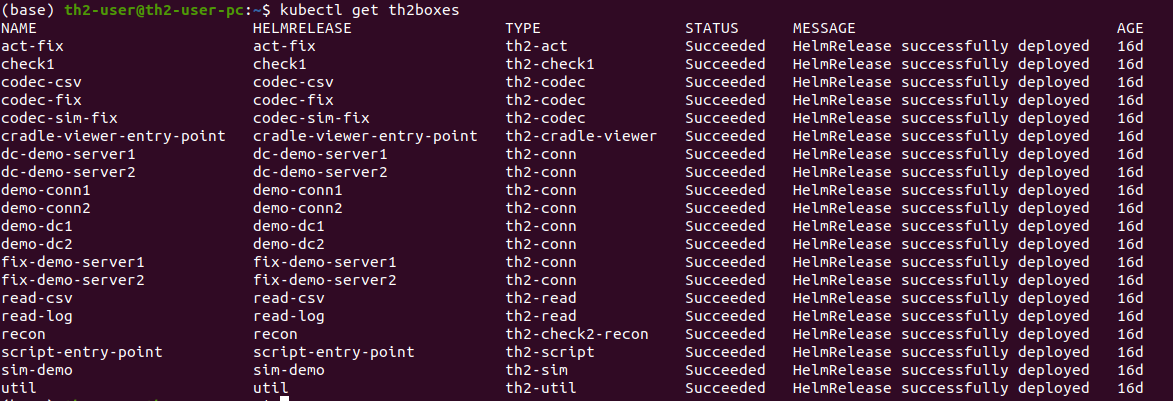 (base) th2-user@th2-user-pc:~$ kubectl get th2boxes
NAME HELMRELEASE TYPE STATUS MESSAGE AGE
act-fix act-fix th2-act Succeeded HelmRelease successfully deployed 16d
check1 check1 th2-check1 Succeeded HelmRelease successfully deployed 16d
codec-csv codec-csv th2-codec Succeeded HelmRelease successfully deployed 16d
codec-fix codec-fix th2-codec Succeeded HelmRelease successfully deployed 16d
codec-sim-fix codec-sim-fix th2-codec Succeeded HelmRelease successfully deployed 16d
cradle-viewer-entry-point cradle-viewer-entry-point th2-cradle-viewer Succeeded HelmRelease successfully deployed 16d
dc-demo-server1 dc-demo-server1 th2-conn Succeeded HelmRelease successfully deployed 16d
dc-demo-server2 dc-demo-server2 th2-conn Succeeded HelmRelease successfully deployed 16d
demo-conn1 demo-conn1 th2-conn Succeeded HelmRelease successfully deployed 16d
demo-conn2 demo-conn2 th2-conn Succeeded HelmRelease successfully deployed 16d
demo-dc1 demo-dc1 th2-conn Succeeded HelmRelease successfully deployed 16d
demo-dc2 demo-dc2 th2-conn Succeeded HelmRelease successfully deployed 16d
fix-demo-server1 fix-demo-server1 th2-conn Succeeded HelmRelease successfully deployed 16d
fix-demo-server2 fix-demo-server2 th2-conn Succeeded HelmRelease successfully deployed 16d
read-csv read-csv th2-read Succeeded HelmRelease successfully deployed 16d
read-log read-log th2-read Succeeded HelmRelease successfully deployed 16d
recon recon th2-check2-recon Succeeded HelmRelease successfully deployed 16d
script-entry-point script-entry-point th2-script Succeeded HelmRelease successfully deployed 16d
sim-demo sim-demo th2-sim Succeeded HelmRelease successfully deployed 16d
util util th2-util Succeeded HelmRelease successfully deployed 16d